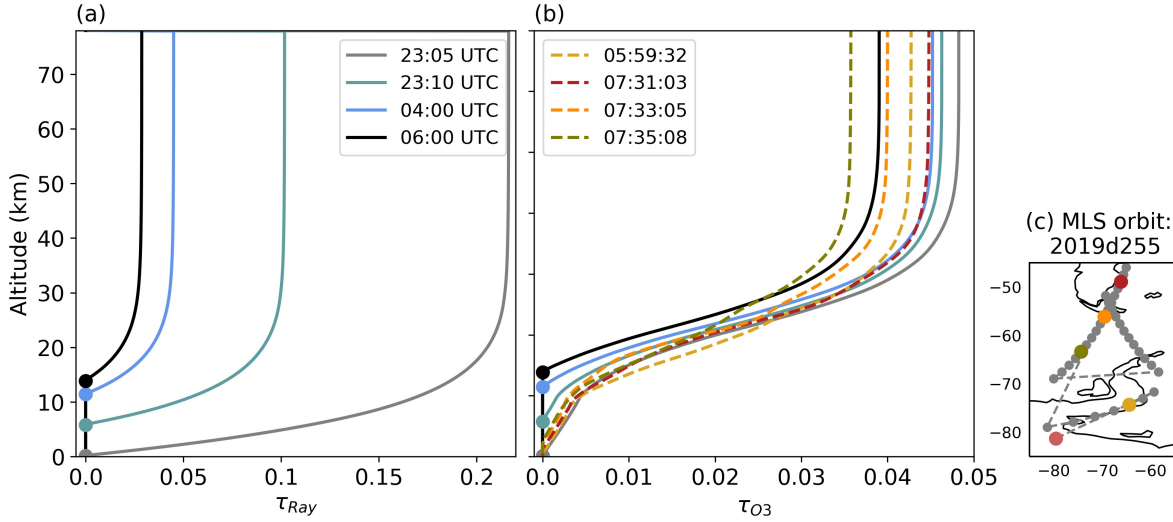 (a)
Altitude (km)
70
60
50
40
30
20
10
0
0.0
0.05
0.1
0.15
0.2
τRay
23:05 UTC
23:10 UTC
04:00 UTC
06:00 UTC
(b)
05:59:32
07:31:03
07:33:05
07:35:08
0.0
0.01
0.02
0.03
0.04
0.05
τO3
(c) MLS orbit:
2019d255
−50
−60
−70
−80
−80
−70
−60